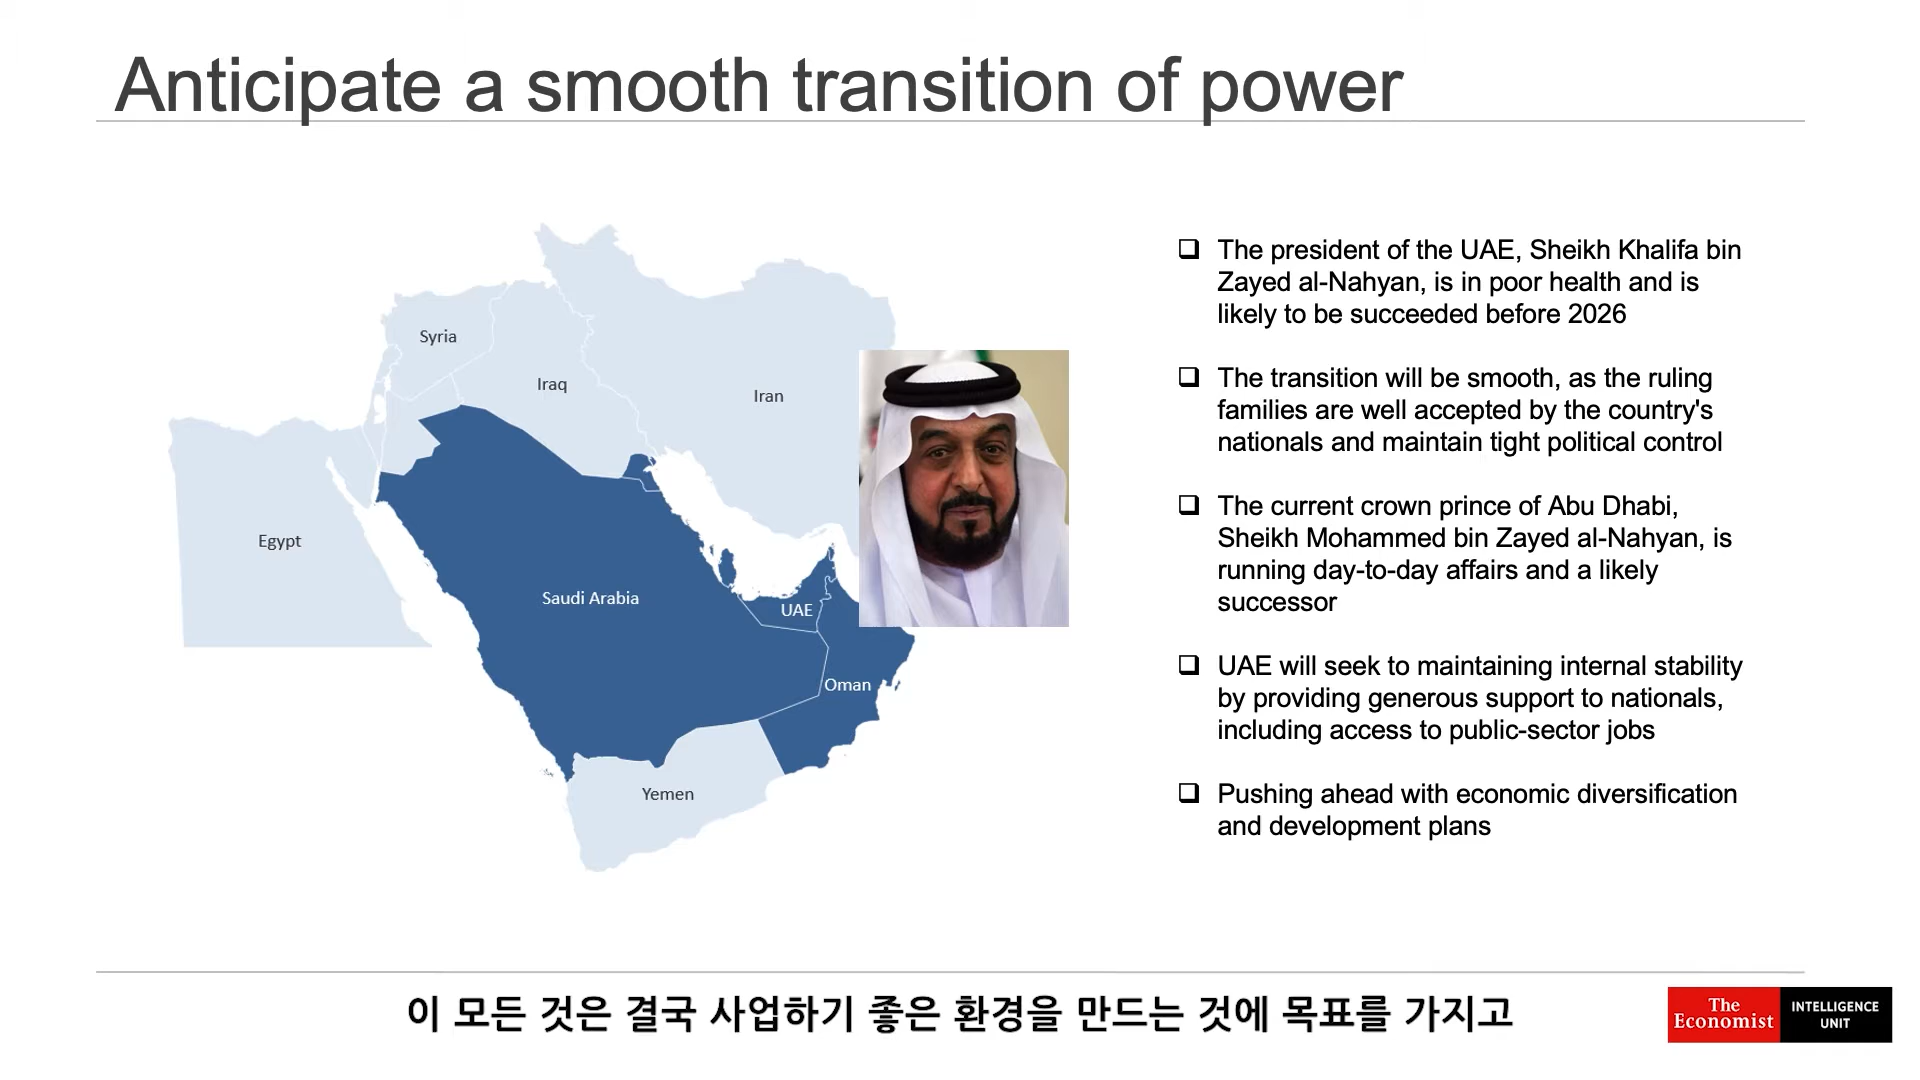 Anticipate a smooth transition of power
Syria
Iraq
Iran
Egypt
Saudi Arabia
UAE
Oman
Yemen
The president of the UAE, Sheikh Khalifa bin
Zayed al-Nahyan, is in poor health and is
likely to be succeeded before 2026
The transition will be smooth, as the ruling
families are well accepted by the country's
nationals and maintain tight political control
The current crown prince of Abu Dhabi,
Sheikh Mohammed bin Zayed al-Nahyan, is
running day-to-day affairs and a likely
successor
UAE will seek to maintaining internal stability
by providing generous support to nationals,
including access to public-sector jobs
Pushing ahead with economic diversification
and development plans
이 모든 것은 결국 사업하기 좋은 환경을 만드는 것에 목표를 가지고
The
Economist
INTELLIGENCE
UNIT